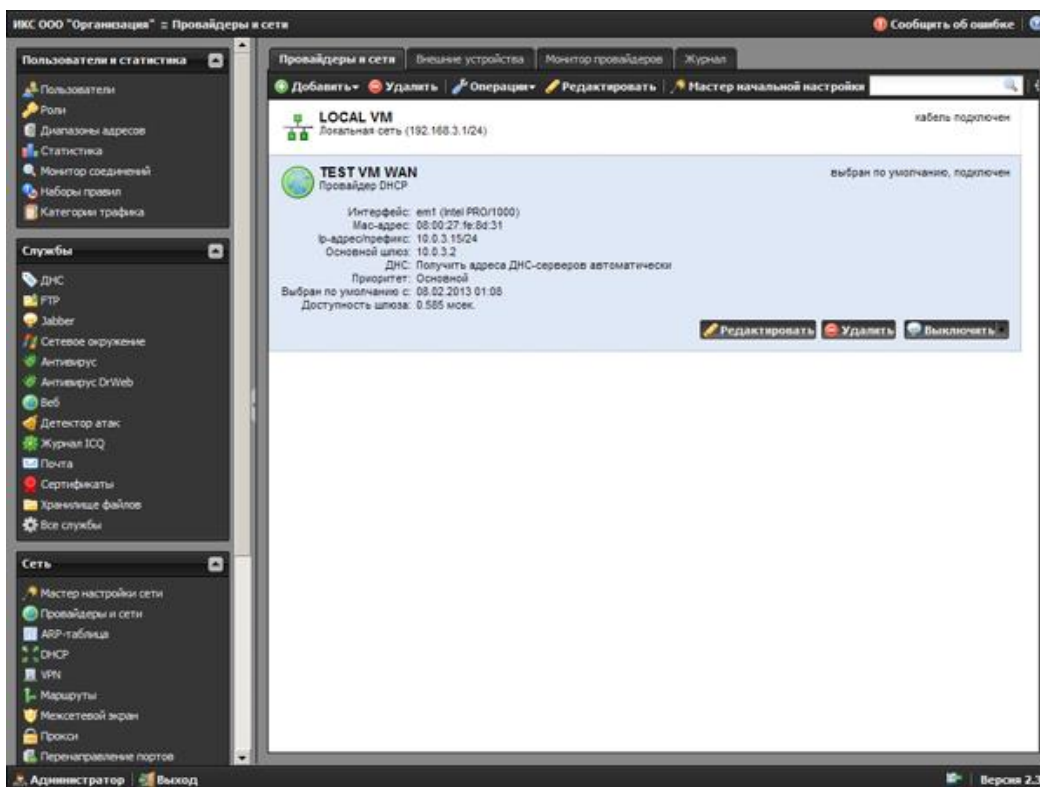 ИКС ООО "Организация" :: Провайдеры и сети
Сообщить об ошибке
Пользователи и статистика
Пользователи
Роли
Диапазоны адресов
Статистика
Монитор соединений
Наборы правил
Категории трафика
Службы
ДНС
FTP
Jabber
Сетевое окружение
Антивирус
Антивирус DrWeb
Веб
Детектор атак
Журнал ICQ
Почта
Сертификаты
Хранилище файлов
Все службы
Сеть
Мастер настройки сети
Провайдеры и сети
ARP-таблица
DHCP
VPN
Маршруты
Межсетевой экран
Прокси
Перенаправление портов
Провайдеры и сети Внешние устройства Монитор провайдеров Журнал
Добавить Удалить Операции Редактировать Мастер начальной настройки
LOCAL VM кабель подключен
Локальная сеть (192.168.3.1/24)
TEST VM WAN выбран по умолчанию, подключен
Провайдер DHCP
Интерфейс: em1 (Intel PRO/1000)
Mac-адрес: 08:00:27:fe:8d:31
Ip-адрес/префикс: 10.0.3.15/24
Основной шлюз: 10.0.3.2
ДНС: Получить адреса ДНС-серверов автоматически
Приоритет: Основной
Выбран по умолчанию с: 08.02.2013 01:08
Доступность шлюза: 0.585 мсек.
Редактировать Удалить Выключить
Администратор Выход Версия 2.3